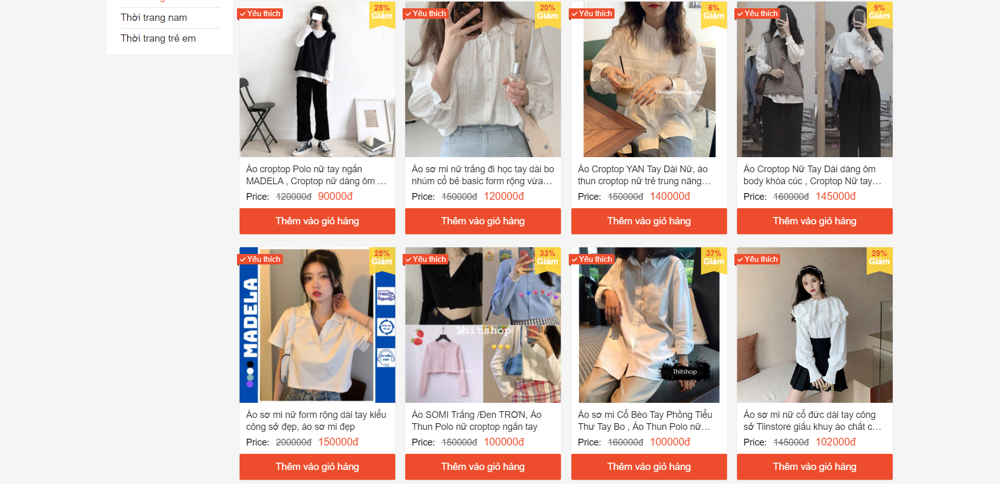 Thời trang nam
Thời trang trẻ em
Yêu thích
25%
Giảm
Áo croptop Polo nữ tay ngắn
MADELA , Croptop nữ dáng ôm …
Price: 120000đ 90000đ
Thêm vào giỏ hàng
Yêu thích
20%
Giảm
Áo sơ mi nữ trắng đi học tay dài bo
nhúm cổ bẻ basic form rộng vừa…
Price: 150000đ 120000đ
Thêm vào giỏ hàng
Yêu thích
6%
Giảm
Vintagevibes. Studio
Áo Croptop YAN Tay Dài Nữ, áo
thun croptop nữ trẻ trung năng…
Price: 150000đ 140000đ
Thêm vào giỏ hàng
Yêu thích
9%
Giảm
Áo Croptop Nữ Tay Dài dáng ôm
body khóa cúc , Croptop Nữ tay…
Price: 160000đ 145000đ
Thêm vào giỏ hàng
Yêu thích
25%
Giảm
MADELA
FREE
TƯ VẤN
24/7
Áo sơ mi nữ form rộng dài tay kiểu
công sở đẹp, áo sơ mi đẹp
Price: 200000đ 150000đ
Thêm vào giỏ hàng
Yêu thích
33%
Giảm
1hitshop
Áo SOMI Trắng /Đen TRƠN, Áo
Thun Polo nữ croptop ngắn tay
Price: 150000đ 100000đ
Thêm vào giỏ hàng
Yêu thích
37%
Giảm
1hitshop
Áo sơ mi Cổ Bèo Tay Phồng Tiểu
Thư Tay Bo , Áo Thun Polo nữ…
Price: 160000đ 100000đ
Thêm vào giỏ hàng
Yêu thích
29%
Giảm
Áo sơ mi nữ cổ đức dài tay công
sở Tiinstore giấu khuy áo chất c…
Price: 145000đ 102000đ
Thêm vào giỏ hàng